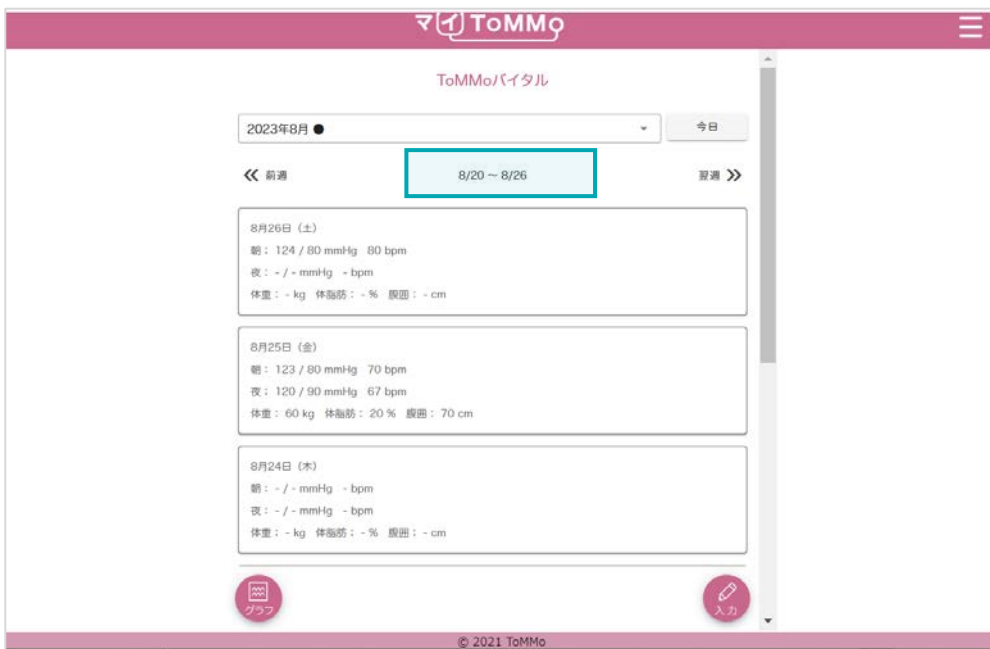 マイToMMo
ToMMoバイタル
2023年8月 ●
今日
前週
8/20 ～ 8/26
翌週
8月26日（土）
朝： 124 / 80 mmHg 80 bpm
夜： - / - mmHg - bpm
体重： - kg 体脂肪： - % 腹囲： - cm
8月25日（金）
朝： 123 / 80 mmHg 70 bpm
夜： 120 / 90 mmHg 67 bpm
体重： 60 kg 体脂肪： 20 % 腹囲： 70 cm
8月24日（木）
朝： - / - mmHg - bpm
夜： - / - mmHg - bpm
体重： - kg 体脂肪： - % 腹囲： - cm
グラフ
入力
© 2021 ToMMo